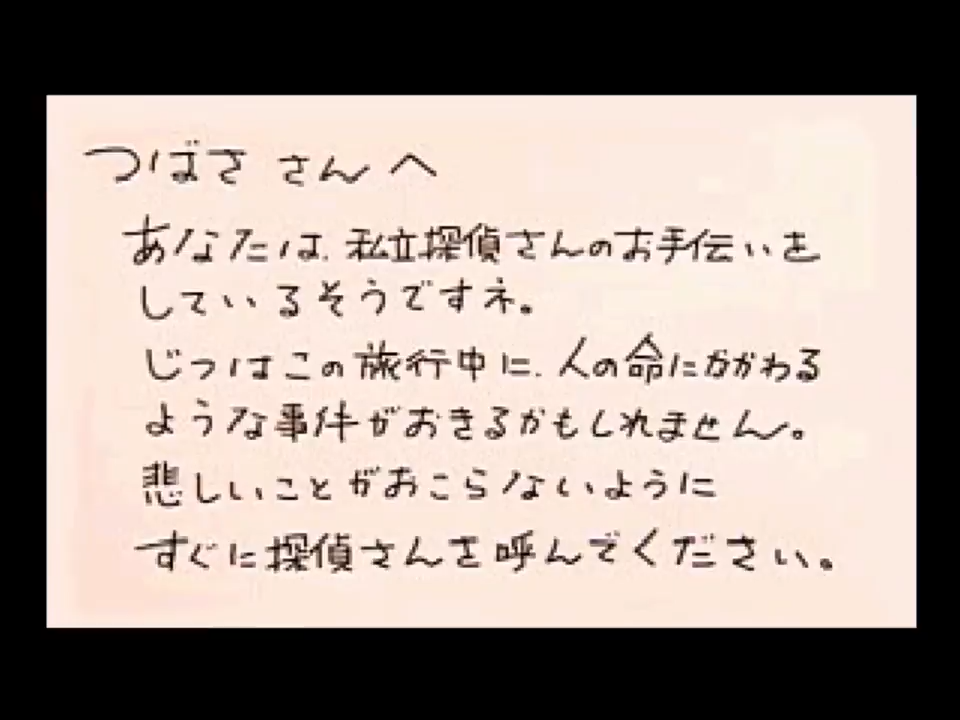 つばさ さんへ
あなたは、私立探偵さんのお手伝いを
しているそうですネ。
じつはこの旅行中に、人の命にかかわる
ような事件がおきるかもしれません。
悲しいことがおこらないように
すぐに探偵さんを呼んでください。